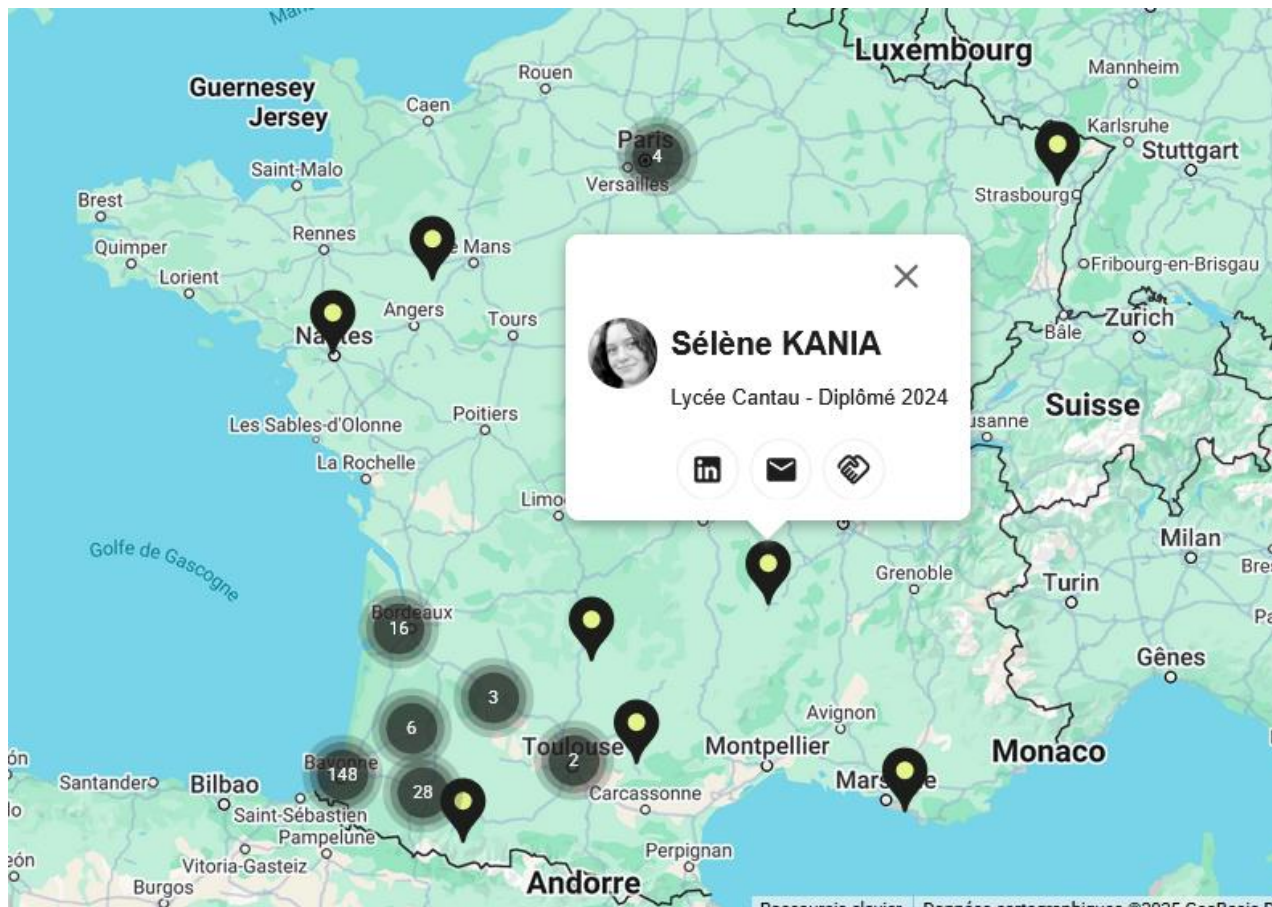 Luxembourg
Mannheim
Rouen
Guernesey
Jersey
Caen
Karlsruhe
Paris
4
Stuttgart
Versailles
Saint-Malo
Strasbourg
Brest
Rennes
Mans
Quimper
Lorient
Fribourg-en-Brisgau
Angers
Tours
Nantes
Bâle
Zurich
Sélène KANIA
Lycée Cantau - Diplômé 2024
Suisse
Poitiers
Les Sables-d'Olonne
La Rochelle
Golfe de Gascogne
Milan
Grenoble
Turin
Bordeaux
16
Gênes
3
Avignon
6
Toulouse
2
Montpellier
Monaco
Bayonne
148
Santander
Bilbao
28
Carcassonne
Saint-Sébastien
Pampelune
Perpignan
Vitoria-Gasteiz
Andorre
Burgos